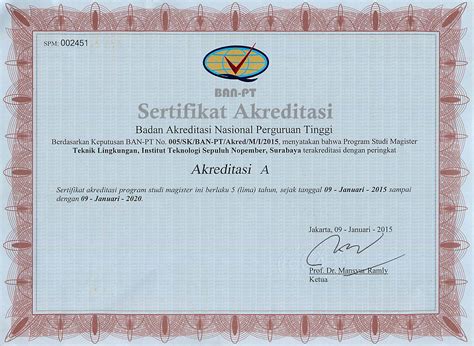 SPM: 002451
BAN-PT
Sertifikat Akreditasi
Badan Akreditasi Nasional Perguruan Tinggi
Berdasarkan Keputusan BAN-PT No. 005/SK/BAN-PT/Akred/M/I/2015, menyatakan bahwa Program Studi Magister
Teknik Lingkungan, Institut Teknologi Sepuluh Nopember, Surabaya terakreditasi dengan peringkat
Akreditasi A
Sertifikat akreditasi program studi magister ini berlaku 5 (lima) tahun, sejak tanggal 09 - Januari - 2015 sampai
dengan 09 - Januari - 2020.
Jakarta, 09 - Januari - 2015
Prof. Dr. Mansyur Ramly
Ketua